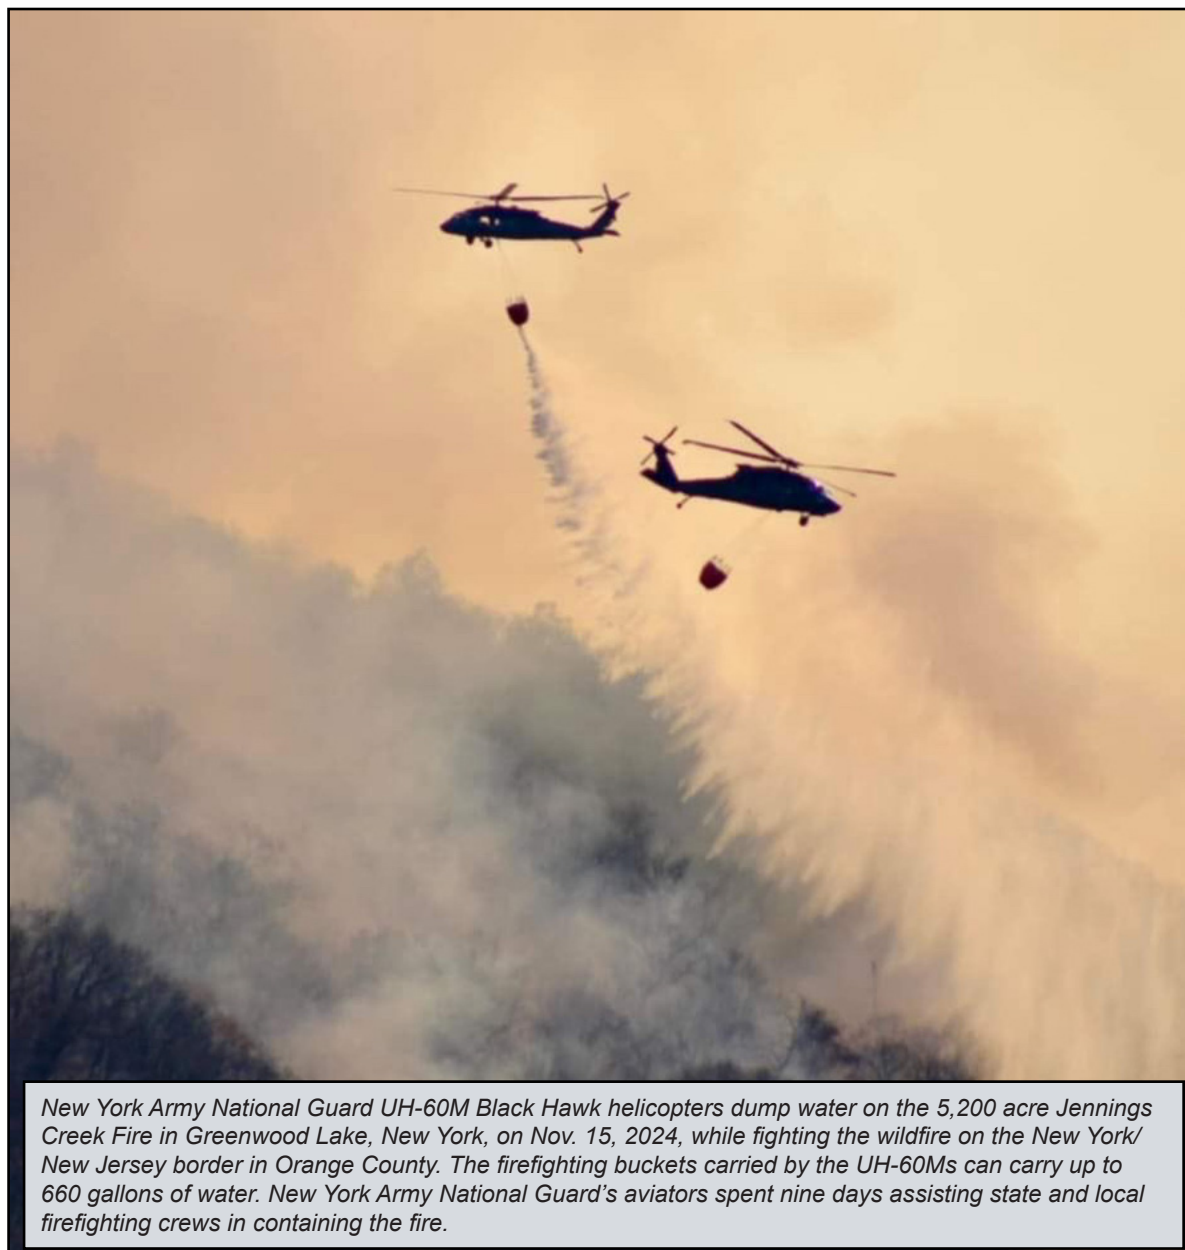 New York Army National Guard UH-60M Black Hawk helicopters dump water on the 5,200 acre Jennings
Creek Fire in Greenwood Lake, New York, on Nov. 15, 2024, while fighting the wildfire on the New York/
New Jersey border in Orange County. The firefighting buckets carried by the UH-60Ms can carry up to
660 gallons of water. New York Army National Guard's aviators spent nine days assisting state and local
firefighting crews in containing the fire.